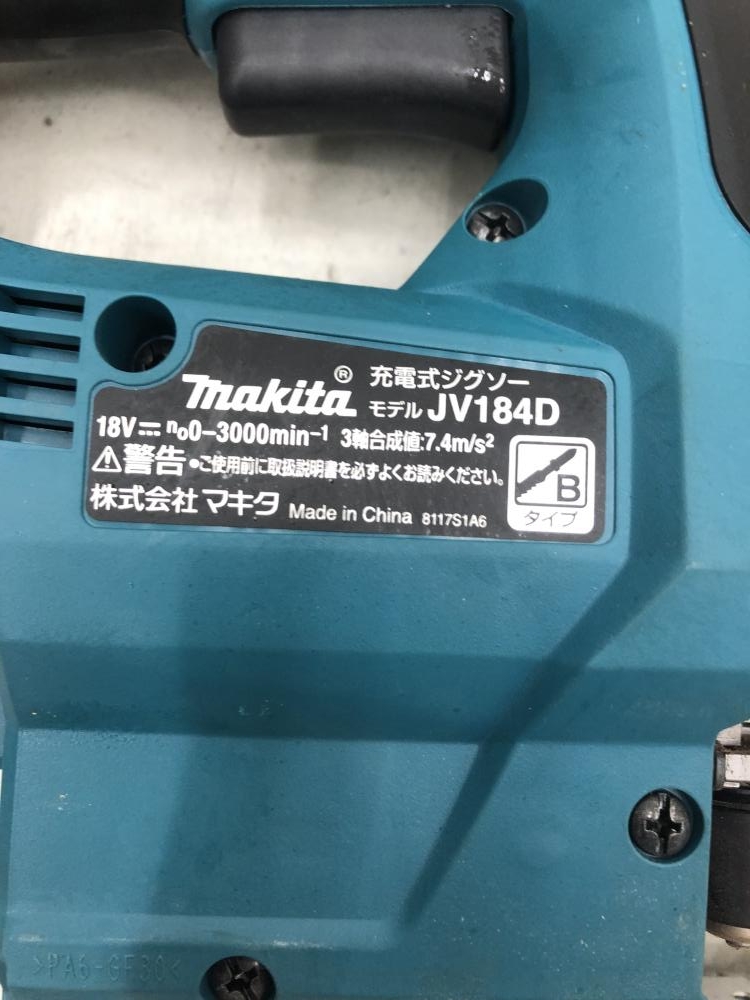 makita® 充電式ジグソー
モデル JV184D
18V⎓ n₀0-3000min⁻¹ 3軸合成値:7.4m/s²
⚠警告 •ご使用前に取扱説明書を必ずよくお読みください。
株式会社 マキタ Made in China 8117S1A6
B
タイプ
>PA6-GF30<